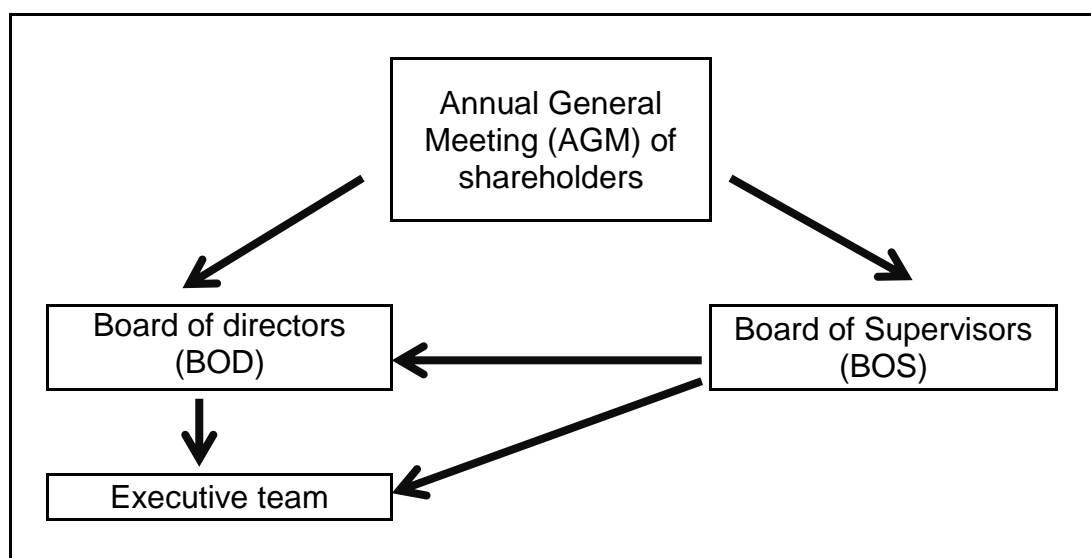 Annual General
Meeting (AGM) of
shareholders
Board of directors
(BOD)
Board of Supervisors
(BOS)
Executive team